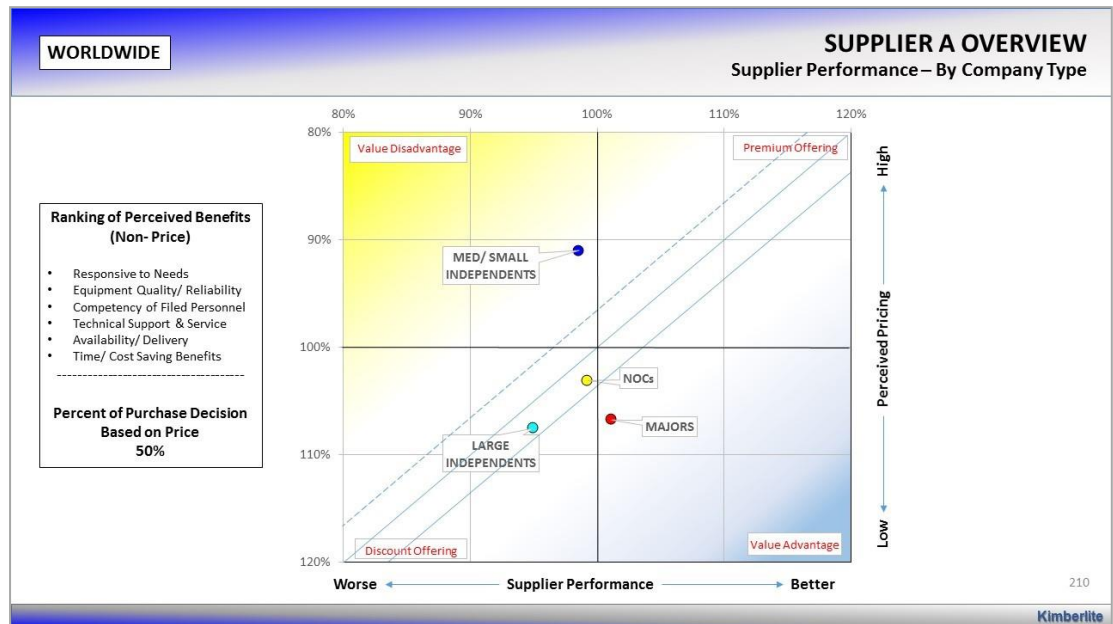 WORLDWIDE
SUPPLIER A OVERVIEW
Supplier Performance – By Company Type
Ranking of Perceived Benefits
(Non- Price)
• Responsive to Needs
• Equipment Quality/ Reliability
• Competency of Filed Personnel
• Technical Support & Service
• Availability/ Delivery
• Time/ Cost Saving Benefits
------------------------------------
Percent of Purchase Decision
Based on Price
50%
80% 90% 100% 110% 120%
80%
90%
100%
110%
120%
Value Disadvantage
Premium Offering
MED/ SMALL
INDEPENDENTS
NOCs
MAJORS
LARGE
INDEPENDENTS
Discount Offering
Value Advantage
High
Perceived Pricing
Low
Worse Supplier Performance Better
210
Kimberlite